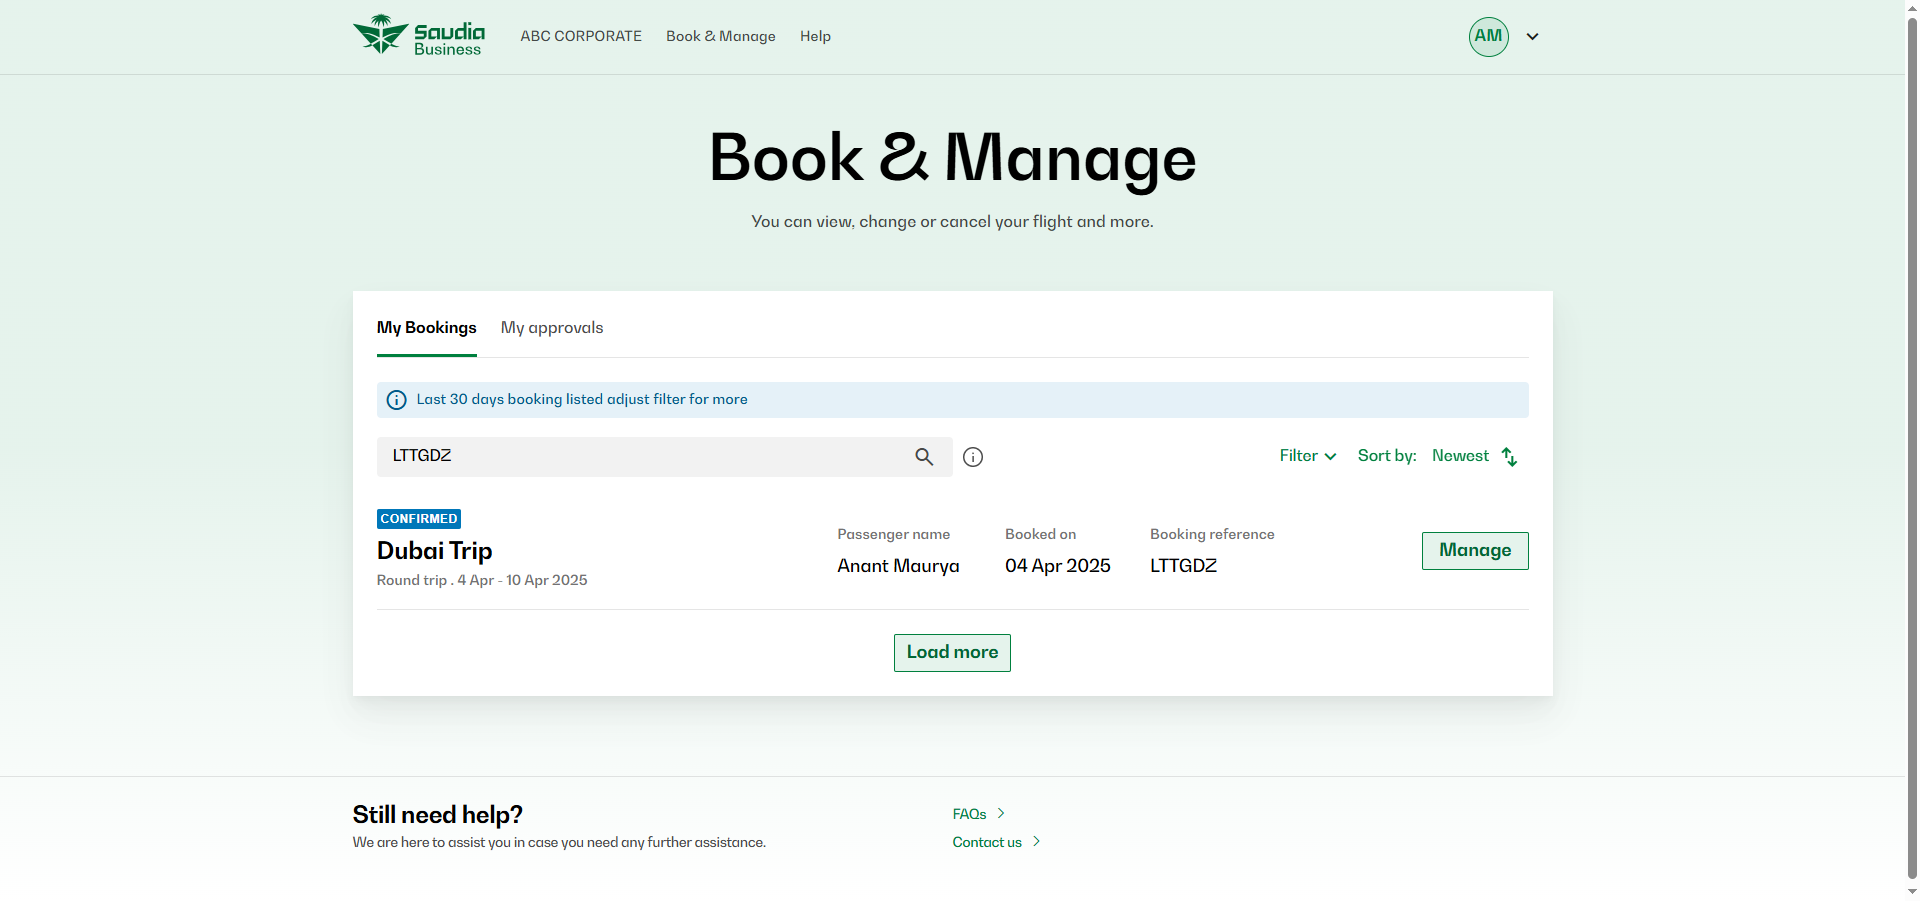 Saudia
Business
ABC CORPORATE
Book & Manage
Help
AM
Book & Manage
You can view, change or cancel your flight and more.
My Bookings
My approvals
Last 30 days booking listed adjust filter for more
LTTGDZ
Filter
Sort by:
Newest
CONFIRMED
Dubai Trip
Round trip . 4 Apr - 10 Apr 2025
Passenger name
Anant Maurya
Booked on
04 Apr 2025
Booking reference
LTTGDZ
Manage
Load more
Still need help?
We are here to assist you in case you need any further assistance.
FAQs
Contact us